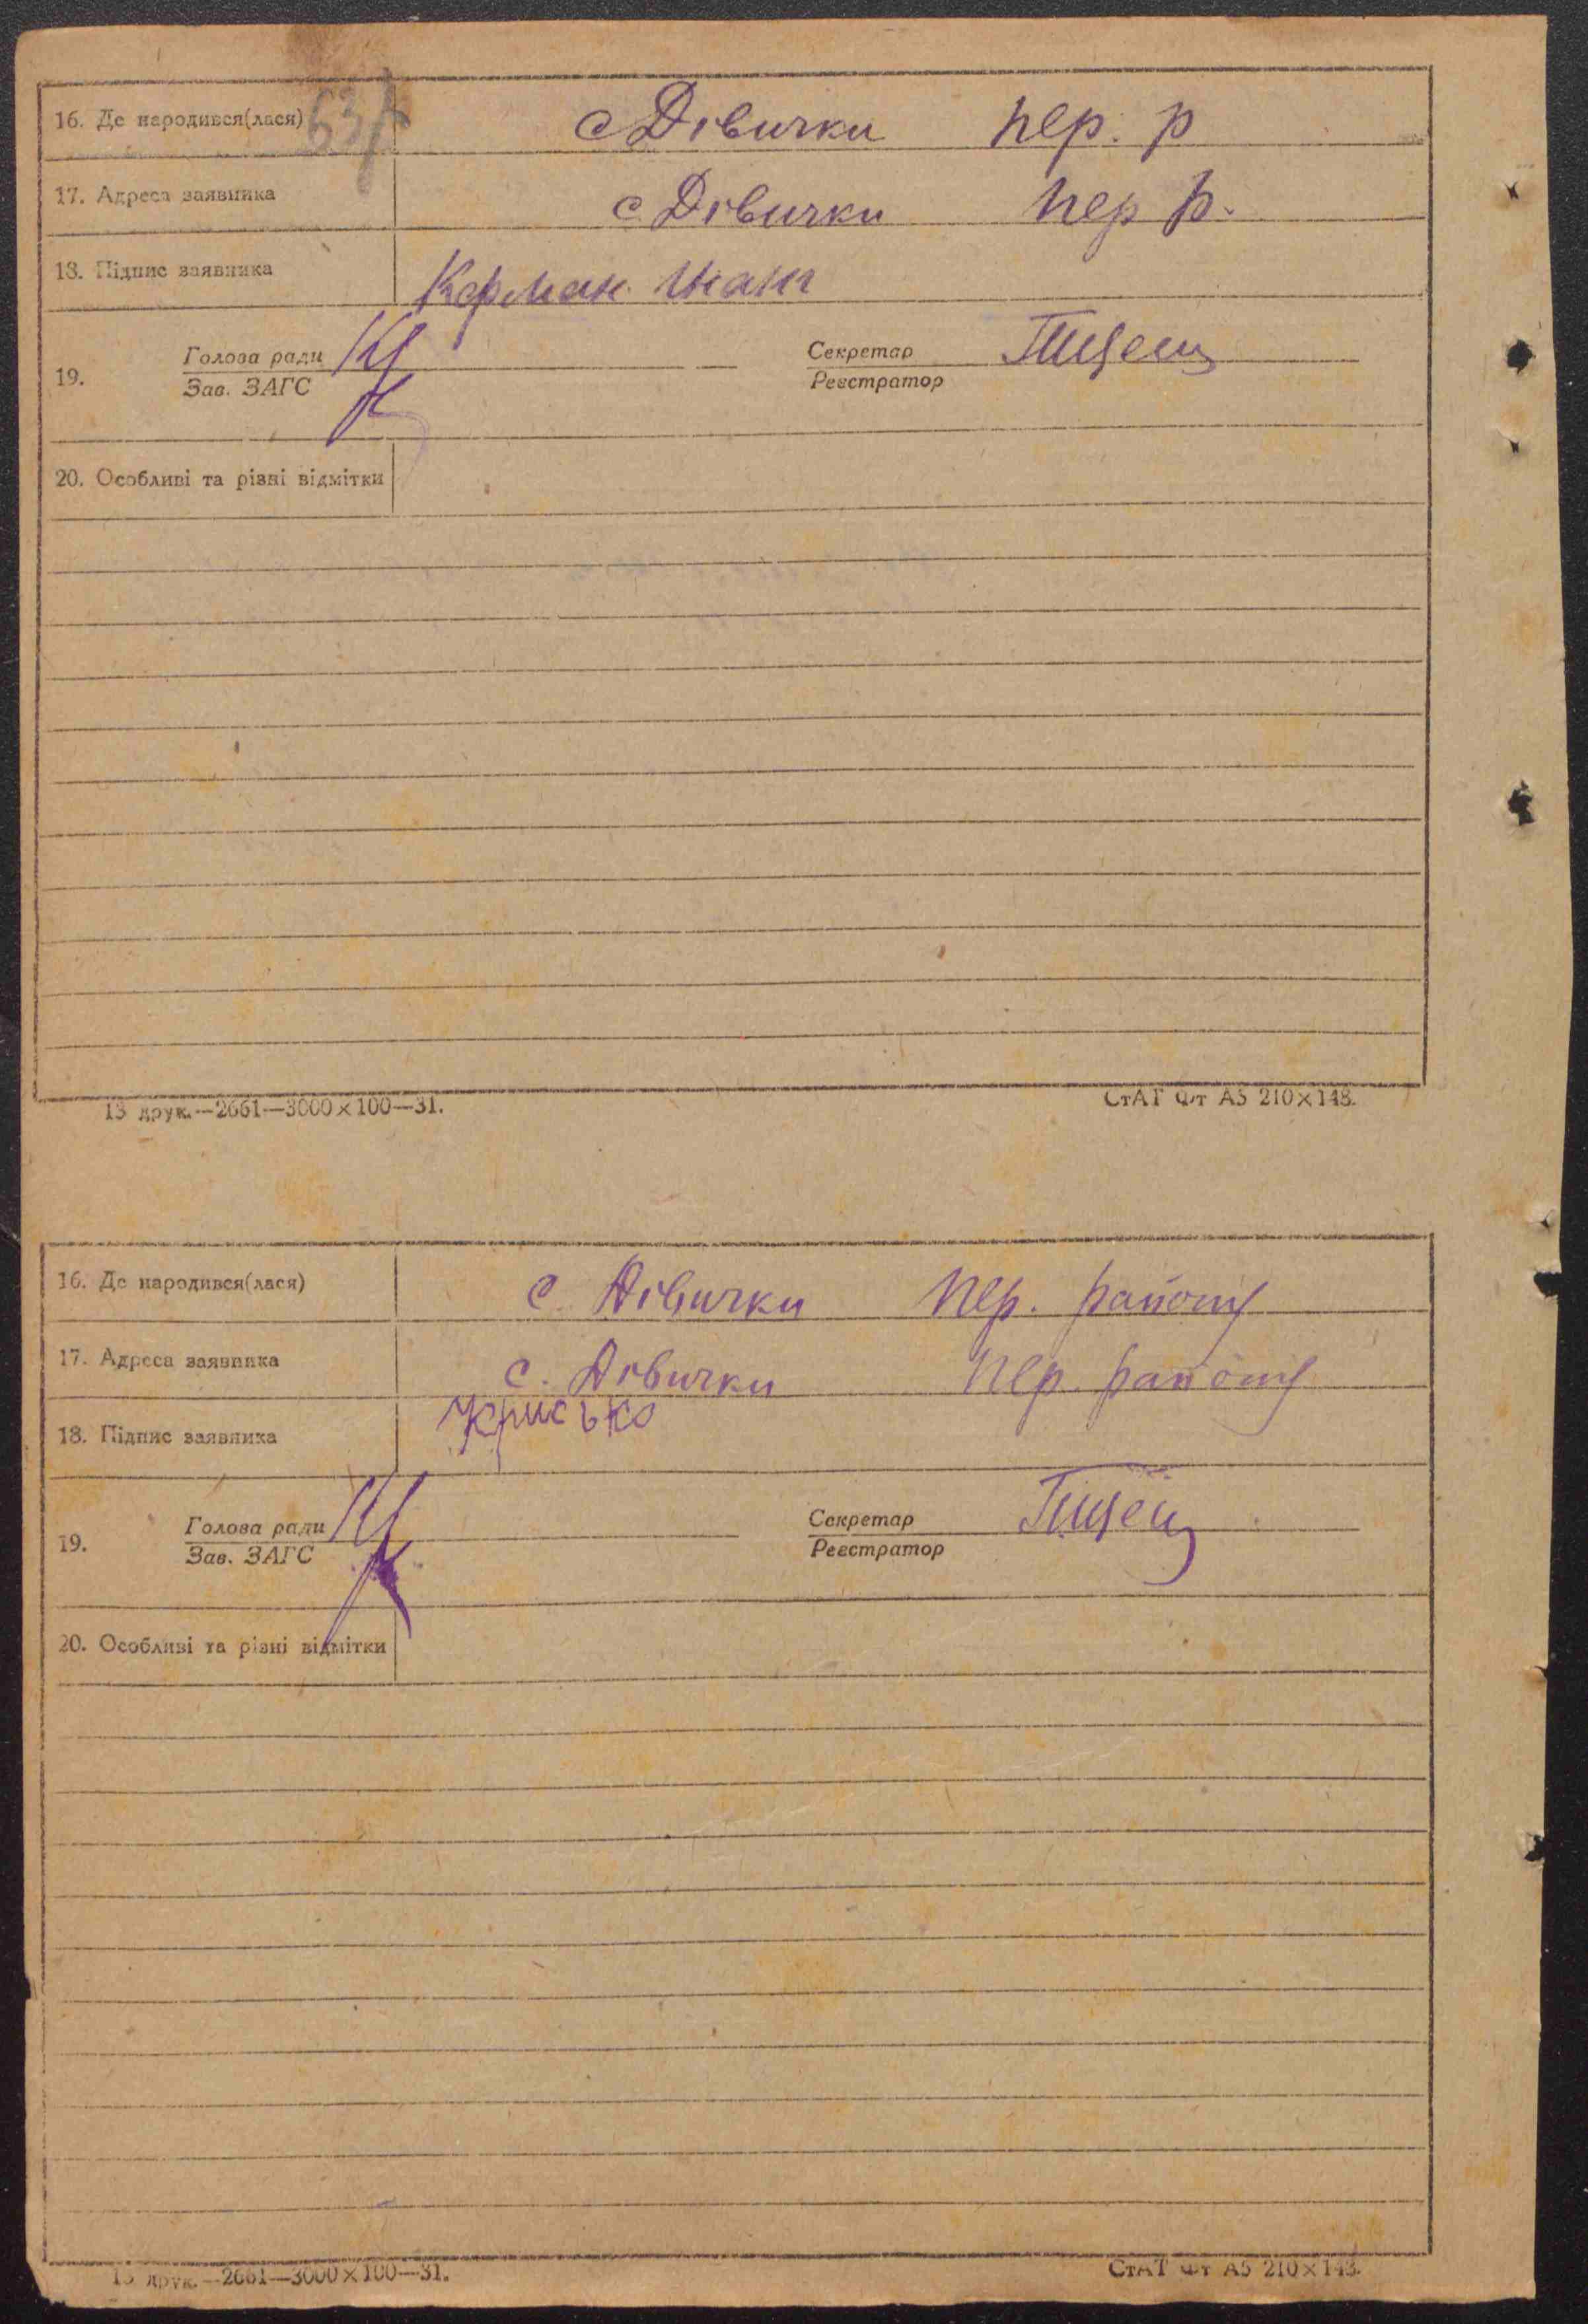 16. Де народився(лася) с Дівички пер. р
17. Адреса заявника с. Дівички пер р.
18. Підпис заявника Керман
19. Голова ради Секретар
Зав. ЗАГС Реєстратор
20. Особливі та різні відмітки
13 друк.—2661—3000×100—31. СтАТ Фт А5 210×148.
16. Де народився(лася) с. Дівички пер. району
17. Адреса заявника с. Дівички пер. району
18. Підпис заявника Крисько
19. Голова ради Секретар
Зав. ЗАГС Реєстратор
20. Особливі та різні відмітки
13 друк.—2661—3000×100—31. СтАТ Фт А5 210×148.